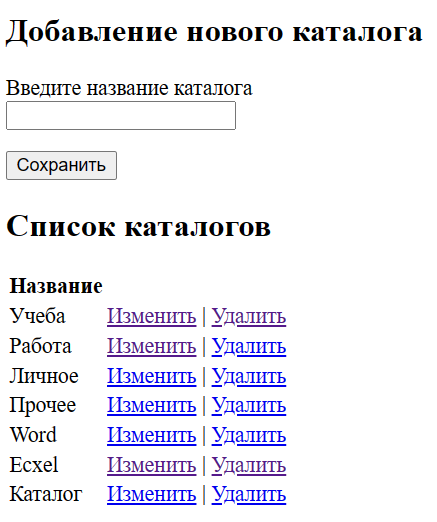 Добавление нового каталога
Введите название каталога
Сохранить
Список каталогов
Название
Учеба Изменить | Удалить
Работа Изменить | Удалить
Личное Изменить | Удалить
Прочее Изменить | Удалить
Word Изменить | Удалить
Ecxel Изменить | Удалить
Каталог Изменить | Удалить